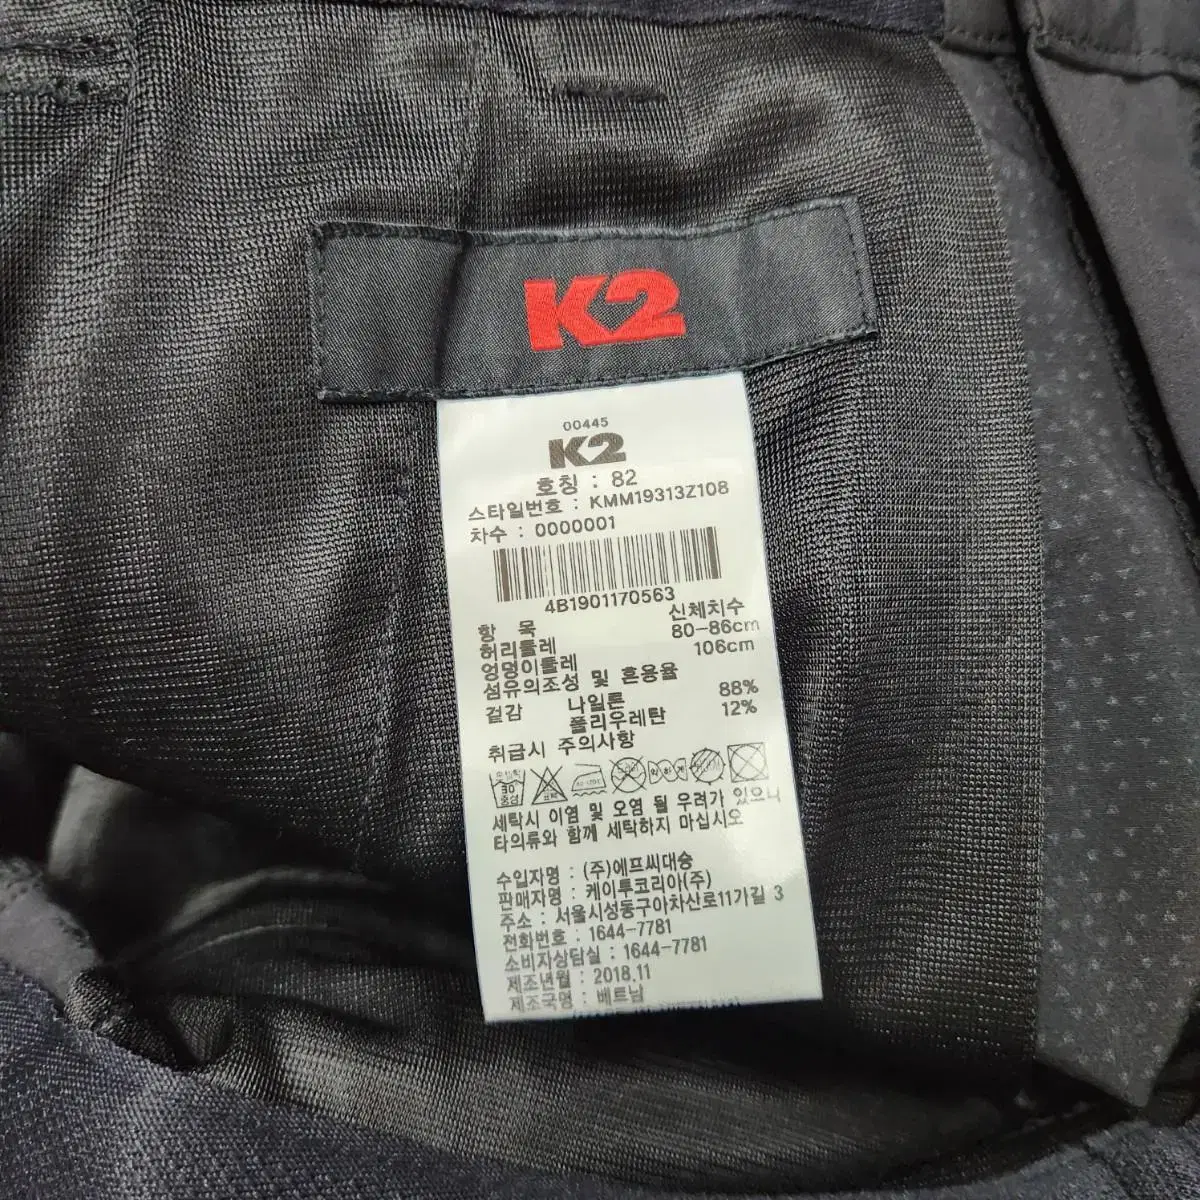 K2
00445
K2
호칭 : 82
스타일번호 : KMM19313Z108
차수 : 0000001
4B1901170563
항 목 신체치수
허리둘레 80-86cm
엉덩이둘레 106cm
섬유의조성 및 혼용율
겉감 나일론 88%
폴리우레탄 12%
취급시 주의사항
30
중성
세탁시 이염 및 오염 될 우려가 있으니
타의류와 함께 세탁하지 마십시오
수입자명 : (주)에프씨대승
판매자명 : 케이투코리아(주)
주소 : 서울시성동구아차산로11가길 3
전화번호 : 1644-7781
소비자상담실 : 1644-7781
제조년월 : 2018.11
제조국명 : 베트남